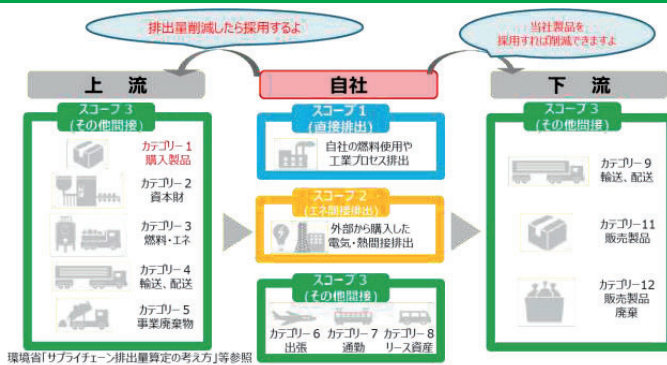 排出量削減したら採用するよ
当社製品を
採用すれば削減できますよ
上 流
自社
下 流
スコープ 3
(その他間接)
カテゴリー 1
購入製品
カテゴリー 2
資本財
カテゴリー 3
燃料・エネ
カテゴリー 4
輸送、配送
カテゴリー 5
事業廃棄物
スコープ 1
(直接排出)
自社の燃料使用や
工業プロセス排出
スコープ 2
(エネ間接排出)
外部から購入した
電気・熱間接排出
スコープ 3
(その他間接)
カテゴリー 6
出張
カテゴリー 7
通勤
カテゴリー 8
リース資産
スコープ 3
(その他間接)
カテゴリー 9
輸送、配送
カテゴリー11
販売製品
カテゴリー12
販売製品
廃棄
環境省「サプライチェーン排出量算定の考え方」等参照